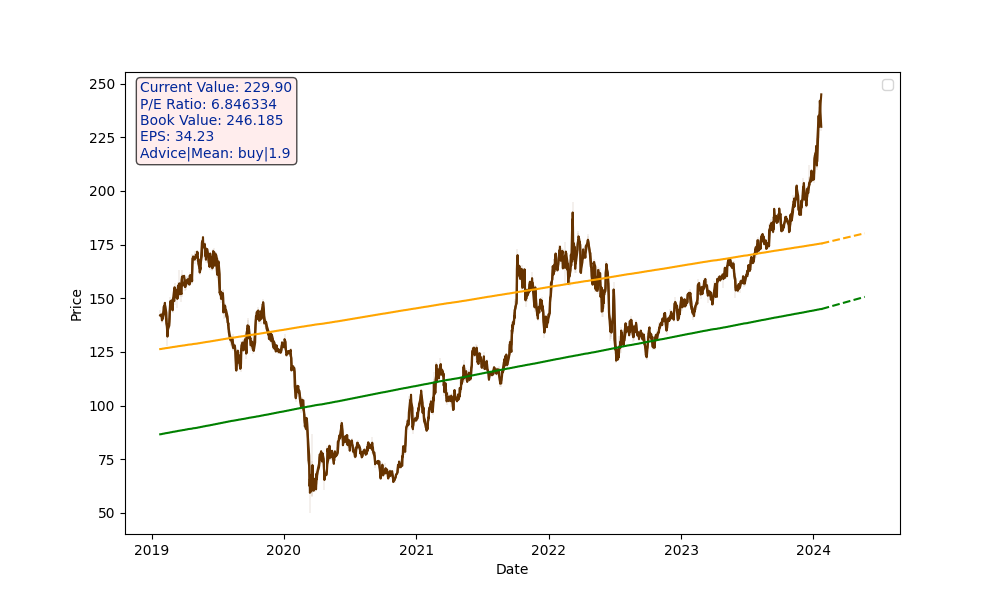 Current Value: 229.90
P/E Ratio: 6.846334
Book Value: 246.185
EPS: 34.23
Advice|Mean: buy|1.9
250
225
200
175
150
125
100
75
50
Price
2019 2020 2021 2022 2023 2024
Date